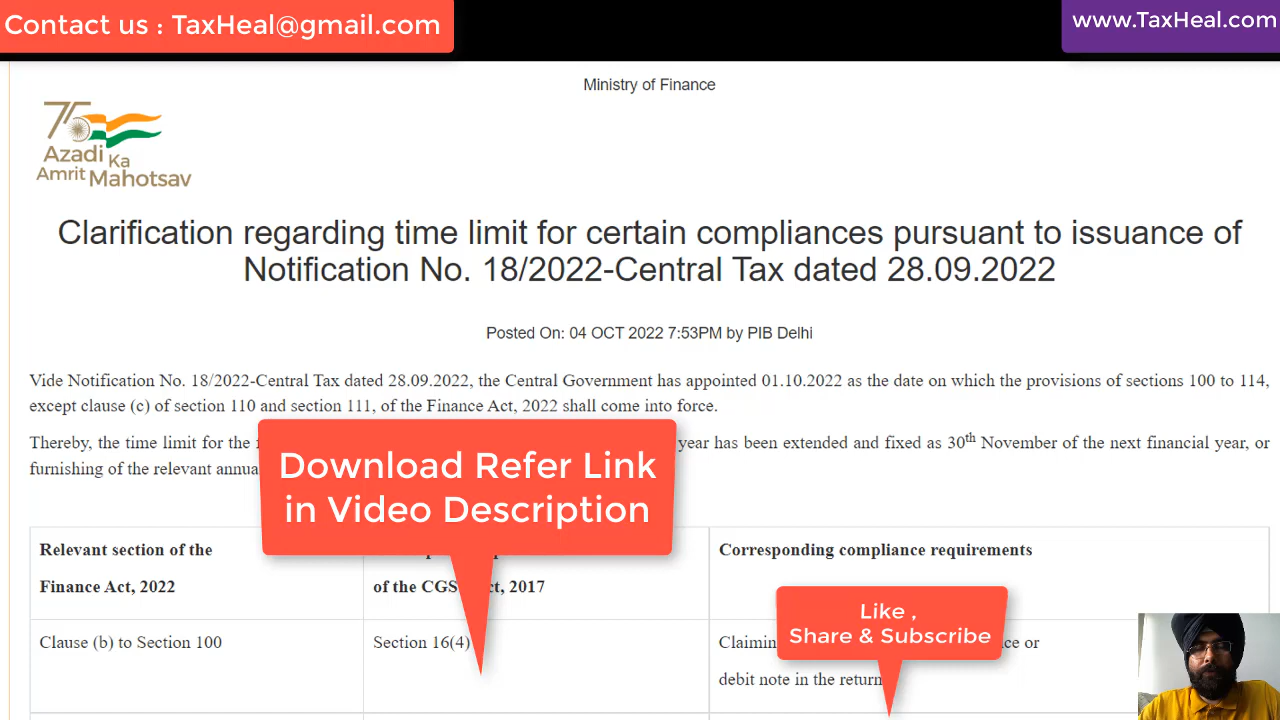 Contact us : TaxHeal@gmail.com
www.TaxHeal.com
Ministry of Finance
75
Azadi Ka
Amrit Mahotsav
Clarification regarding time limit for certain compliances pursuant to issuance of
Notification No. 18/2022-Central Tax dated 28.09.2022
Posted On: 04 OCT 2022 7:53PM by PIB Delhi
Vide Notification No. 18/2022-Central Tax dated 28.09.2022, the Central Government has appointed 01.10.2022 as the date on which the provisions of sections 100 to 114,
except clause (c) of section 110 and section 111, of the Finance Act, 2022 shall come into force.
Thereby, the time limit for the year has been extended and fixed as 30th November of the next financial year, or
furnishing of the relevant
Download Refer Link
in Video Description
Relevant section of the
Finance Act, 2022
of the 2017
Corresponding compliance requirements
Like ,
Share & Subscribe
Clause (b) to Section 100
Section 16(4)
or
debit note in the return